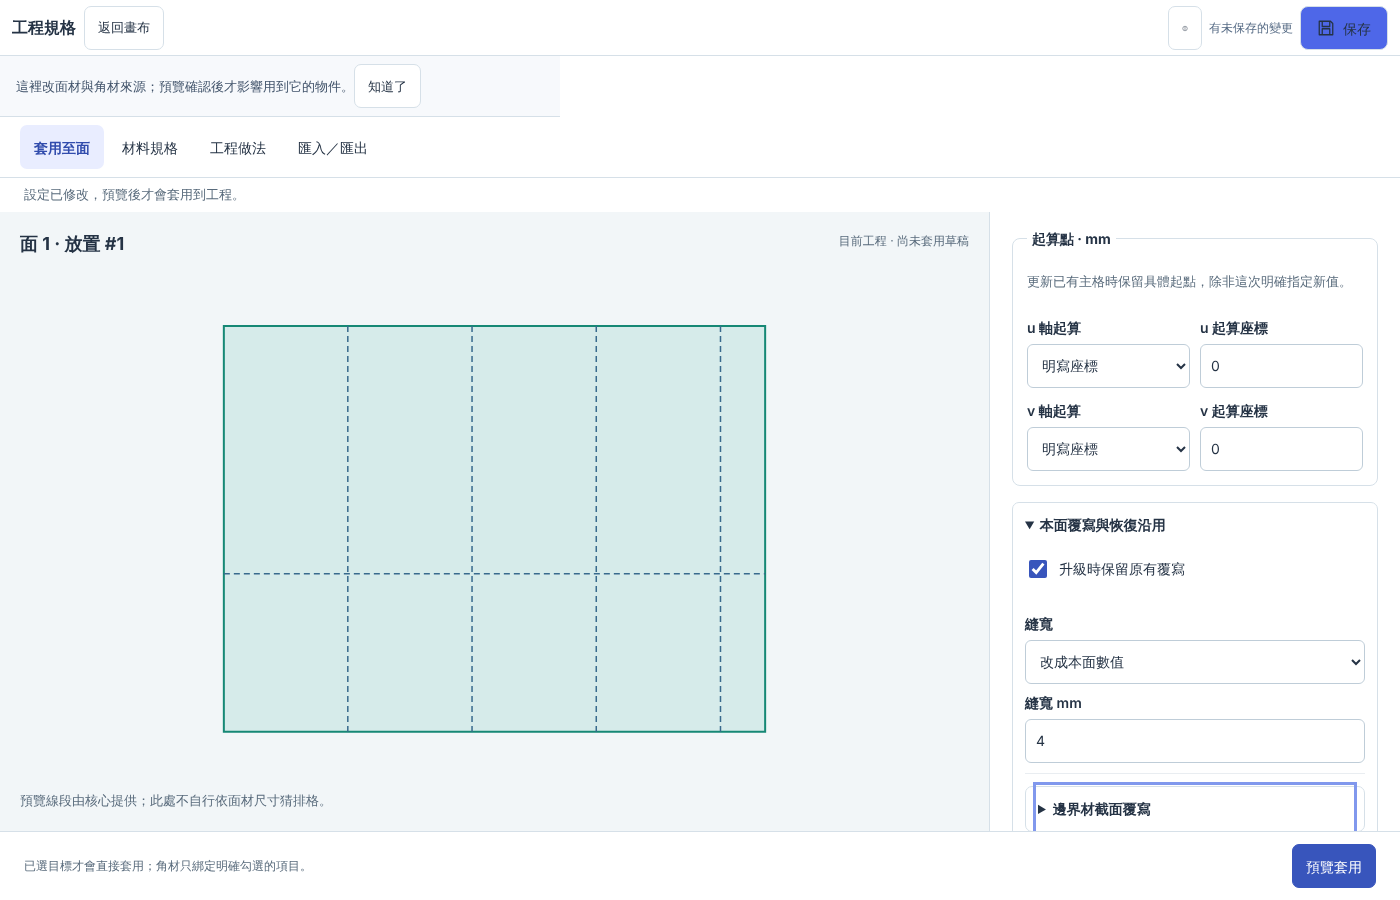 工程規格
返回畫布
有未保存的變更
保存
這裡改面材與角材來源；預覽確認後才影響用到它的物件。
知道了
套用至面
材料規格
工程做法
匯入／匯出
設定已修改，預覽後才會套用到工程。
面 1 · 放置 #1
目前工程 · 尚未套用草稿
預覽線段由核心提供；此處不自行依面材尺寸猜排格。
起算點 · mm
更新已有主格時保留具體起點，除非這次明確指定新值。
u 軸起算
u 起算座標
明寫座標
0
v 軸起算
v 起算座標
明寫座標
0
本面覆寫與恢復沿用
升級時保留原有覆寫
縫寬
改成本面數值
縫寬 mm
4
邊界材截面覆寫
已選目標才會直接套用；角材只綁定明確勾選的項目。
預覽套用